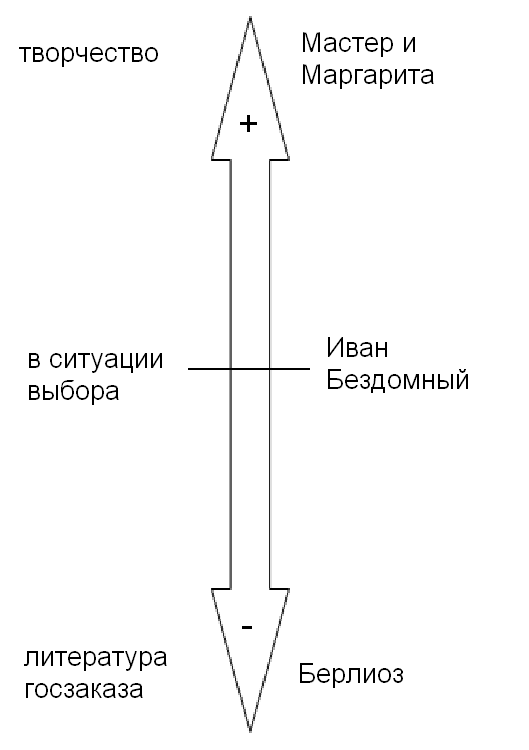 творчество
Мастер и
Маргарита
+
в ситуации
выбора
Иван
Бездомный
-
литература
госзаказа
Берлиоз